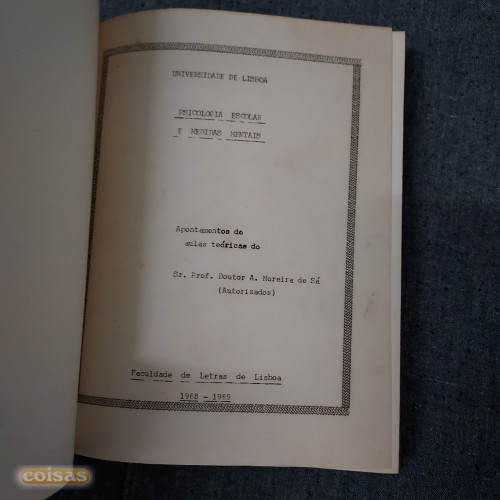 UNIVERSIDADE DE LISBOA
PSICOLOGIA ESCOLAR
E MEDIDAS MENTAIS
Apontamentos de
aulas teóricas do
Sr. Prof. Doutor A. Moreira de Sá
(Autorizados)
Faculdade de Letras de Lisboa
1968 - 1969
coisas